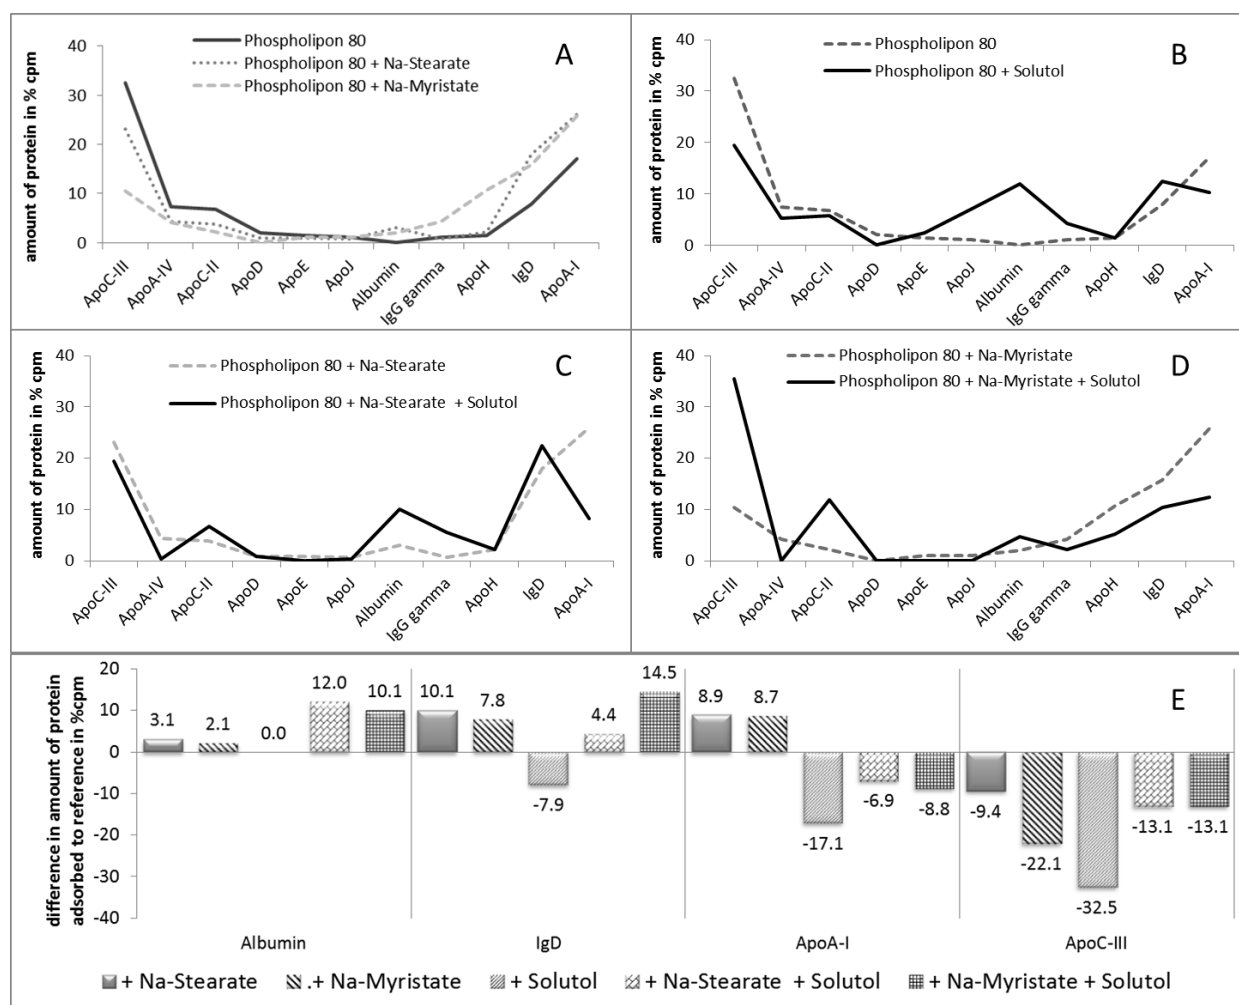 A
Phospholipon 80
Phospholipon 80 + Na-Stearate
Phospholipon 80 + Na-Myristate
amount of protein in % cpm
40
30
20
10
0
ApoC-III
ApoA-IV
ApoC-II
ApoD
ApoE
ApoJ
Albumin
IgG gamma
ApoH
IgD
ApoA-I
B
Phospholipon 80
Phospholipon 80 + Solutol
amount of protein in % cpm
40
30
20
10
0
ApoC-III
ApoA-IV
ApoC-II
ApoD
ApoE
ApoJ
Albumin
IgG gamma
ApoH
IgD
ApoA-I
C
Phospholipon 80 + Na-Stearate
Phospholipon 80 + Na-Stearate + Solutol
amount of protein in % cpm
40
30
20
10
0
ApoC-III
ApoA-IV
ApoC-II
ApoD
ApoE
ApoJ
Albumin
IgG gamma
ApoH
IgD
ApoA-I
D
Phospholipon 80 + Na-Myristate
Phospholipon 80 + Na-Myristate + Solutol
amount of protein in % cpm
40
30
20
10
0
ApoC-III
ApoA-IV
ApoC-II
ApoD
ApoE
ApoJ
Albumin
IgG gamma
ApoH
IgD
ApoA-I
E
difference in amount of protein
adsorbed to reference in %cpm
20
10
0
-10
-20
-30
-40
3.1
2.1
0.0
12.0
10.1
10.1
7.8
-7.9
4.4
14.5
8.9
8.7
-17.1
-6.9
-8.8
-9.4
-22.1
-32.5
-13.1
-13.1
Albumin
IgD
ApoA-I
ApoC-III
+ Na-Stearate
.+ Na-Myristate
+ Solutol
+ Na-Stearate + Solutol
+ Na-Myristate + Solutol